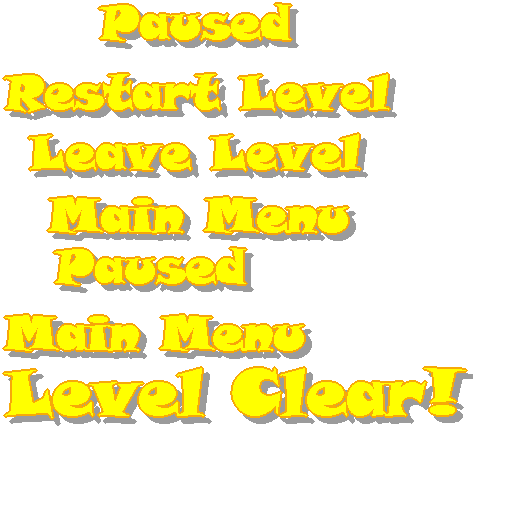 Paused
Restart Level
Leave Level
Main Menu
Paused
Main Menu
Level Clear!